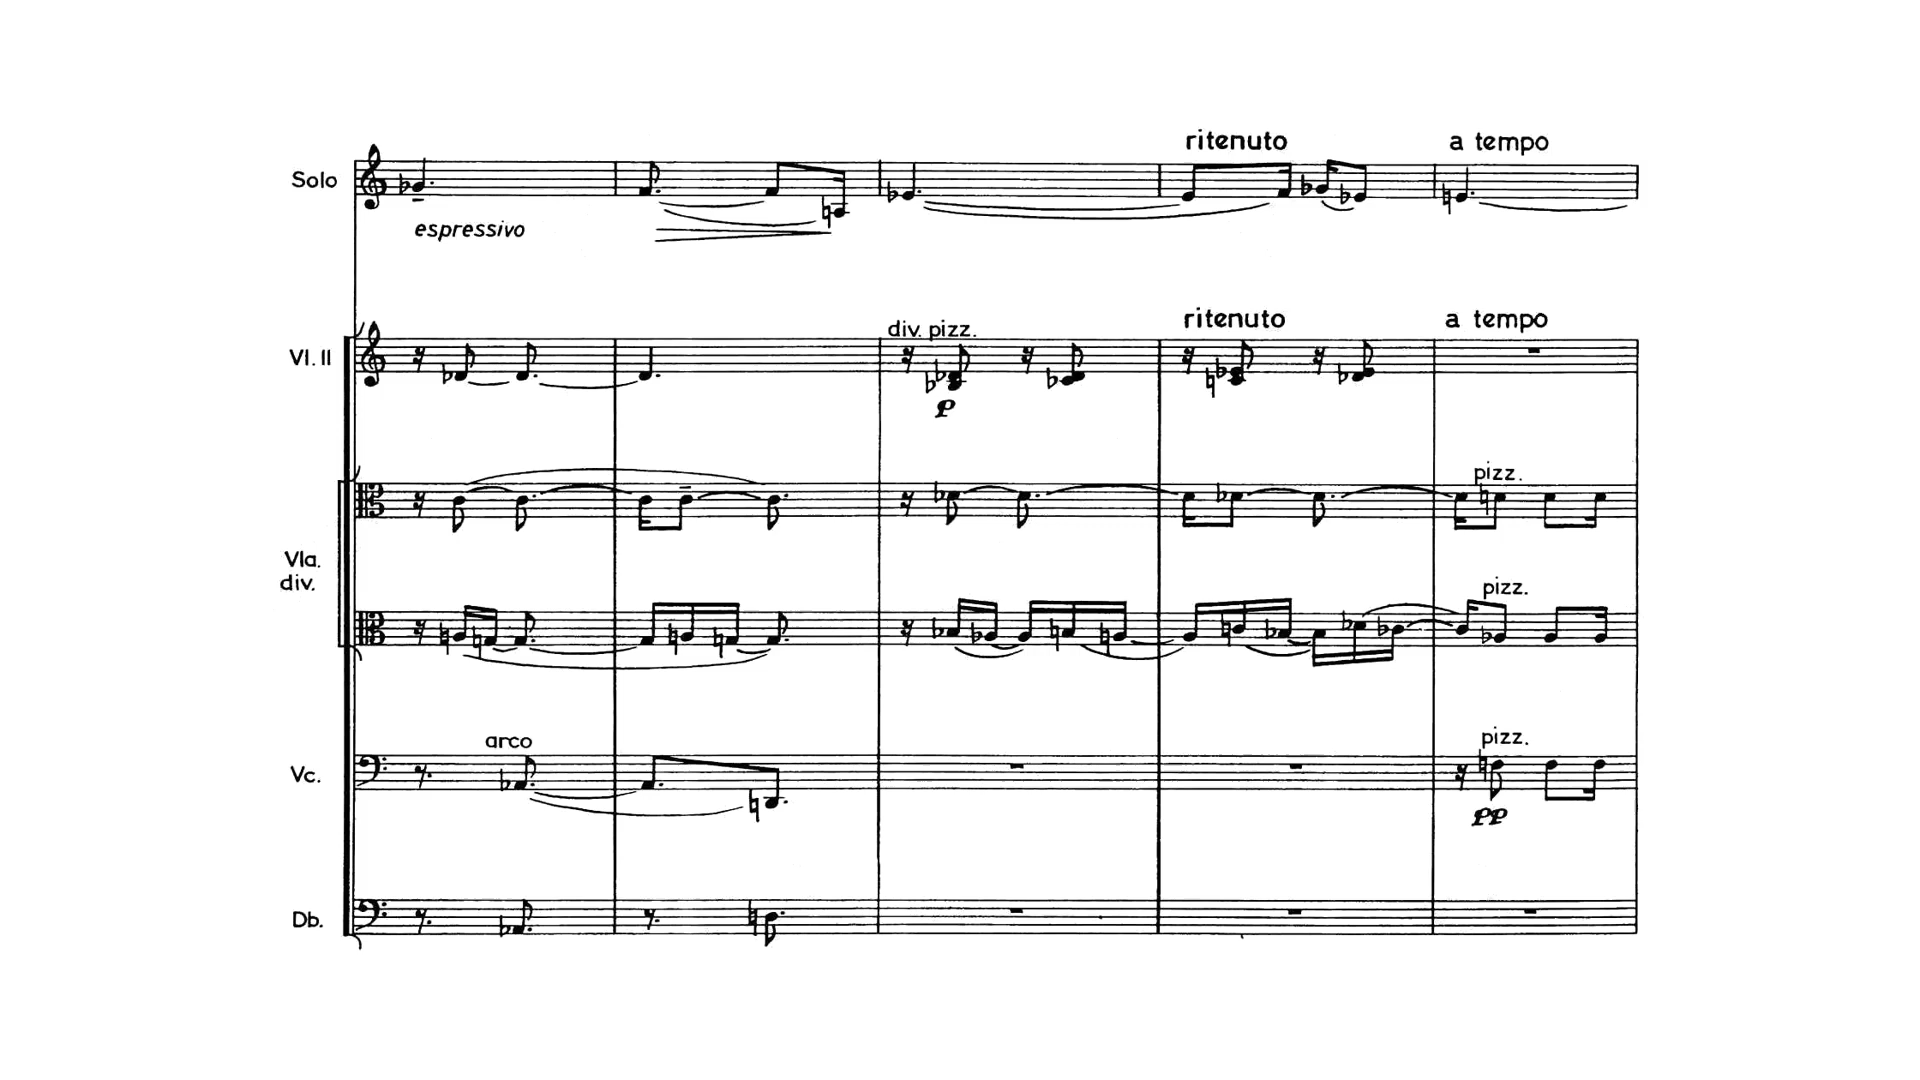 ritenuto a tempo
Solo
espressivo
ritenuto a tempo
div. pizz.
Vl. II
p
pizz.
Vla.
div.
pizz.
arco
pizz.
Vc.
pp
Db.